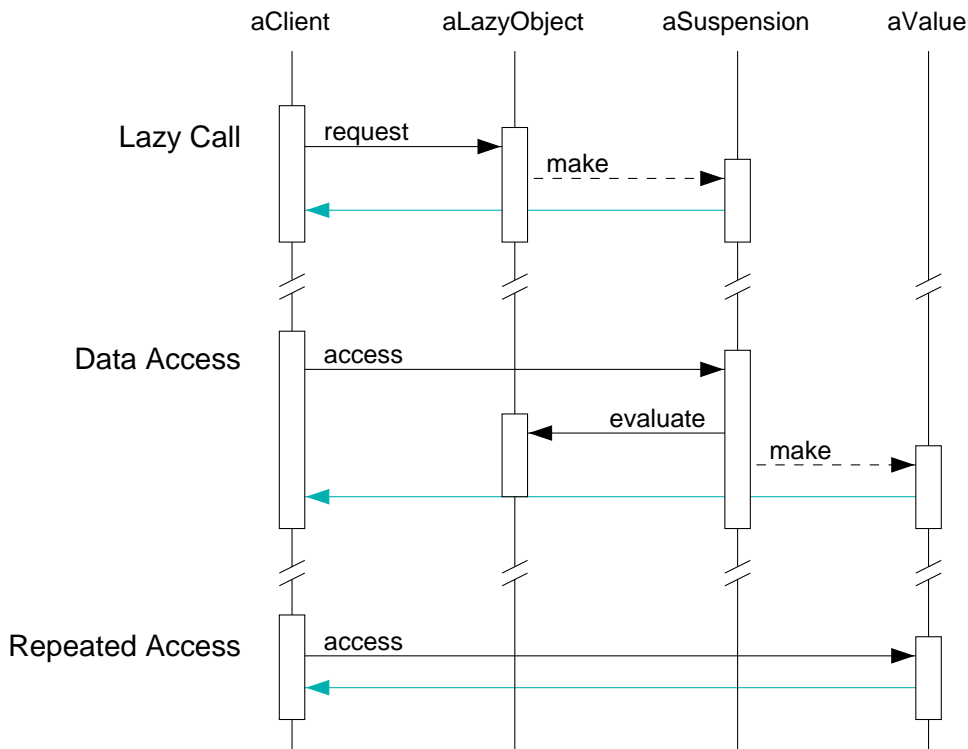 aClient aLazyObject aSuspension aValue
Lazy Call
request
make
Data Access
access
evaluate
make
Repeated Access
access